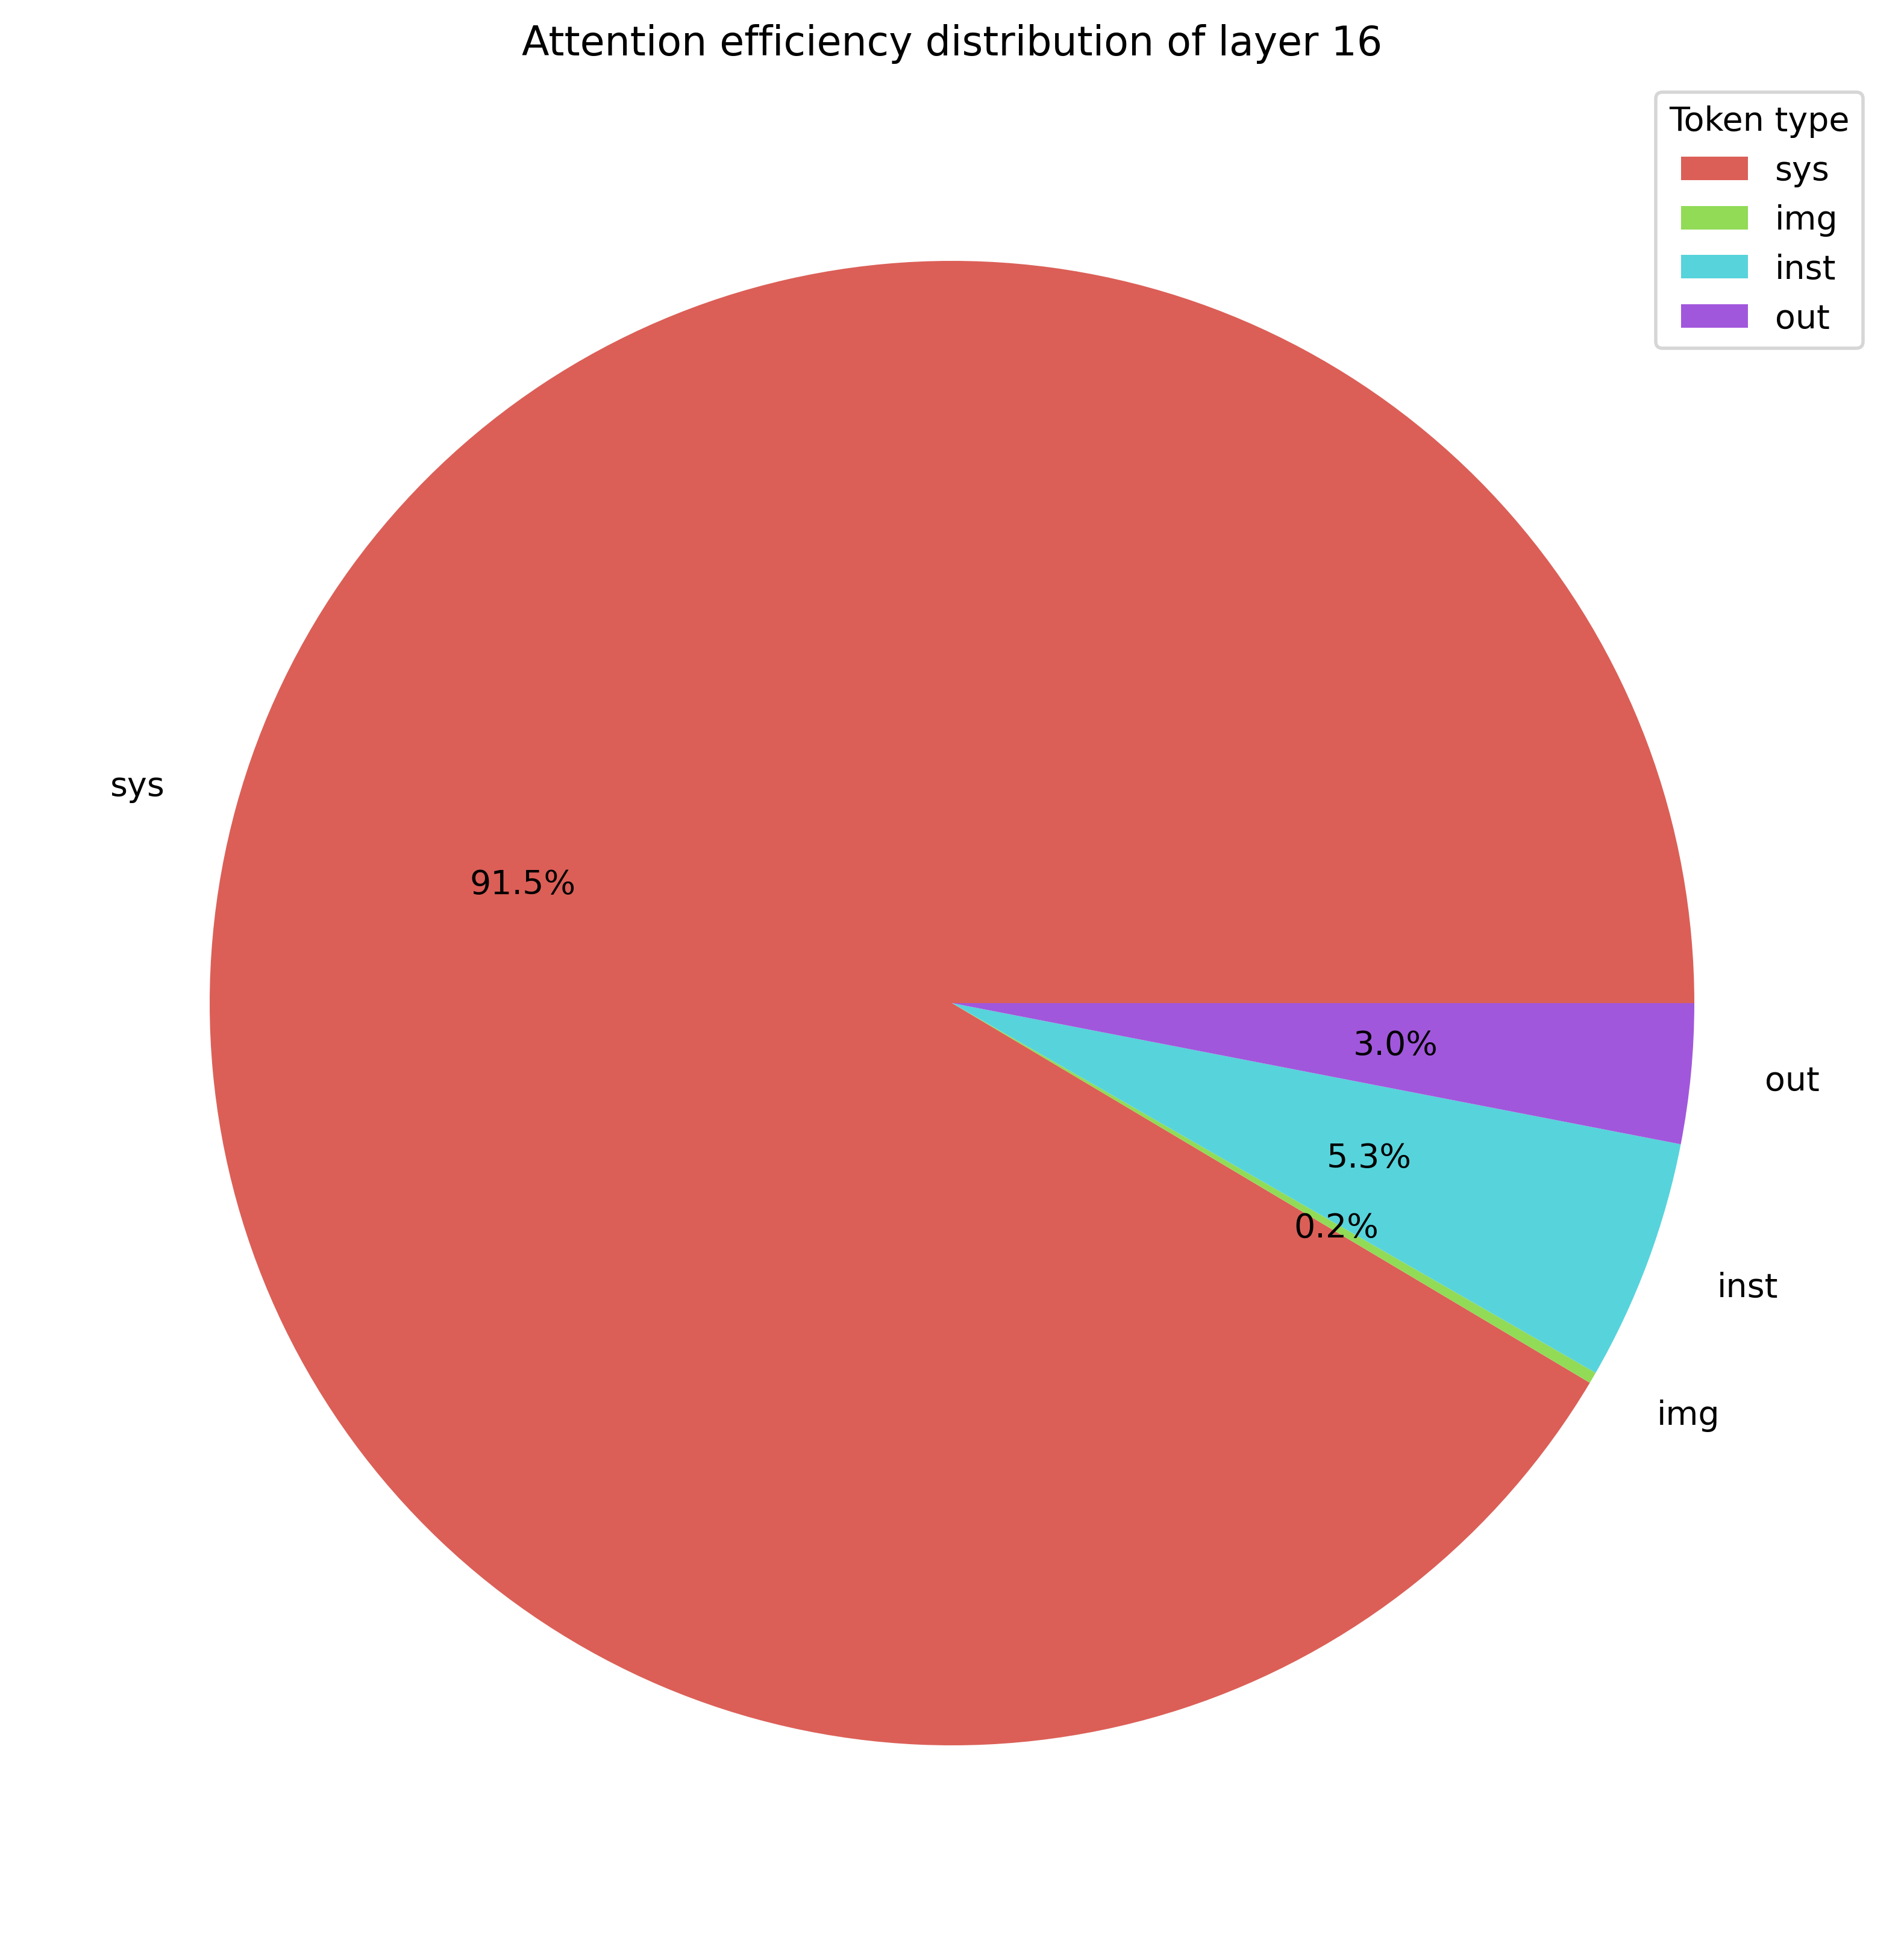 Attention efficiency distribution of layer 16
Token type
sys
img
inst
out
sys
91.5%
3.0%
out
5.3%
0.2%
inst
img